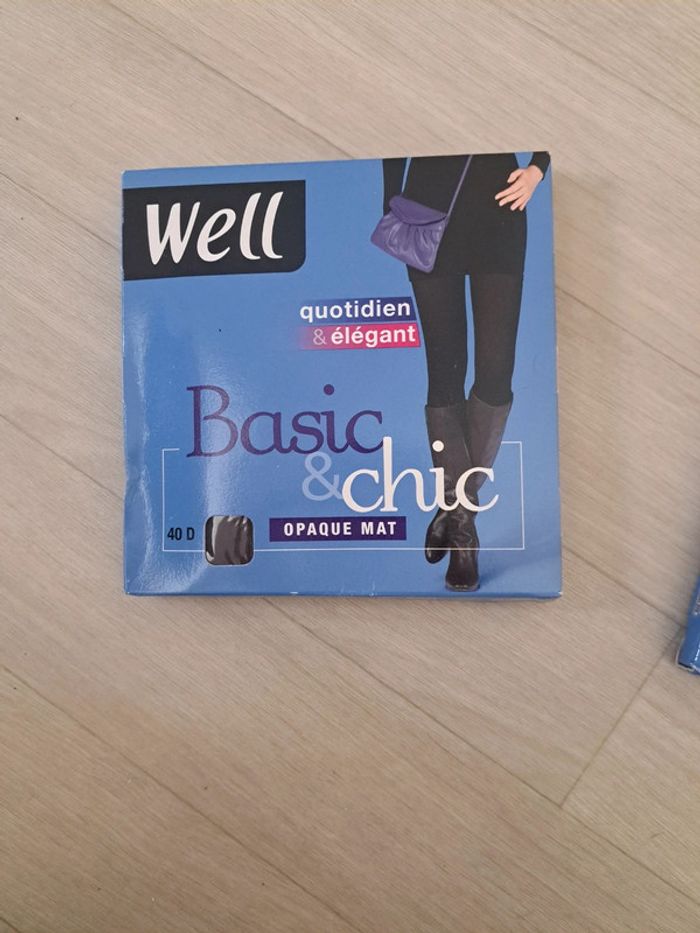 Well
quotidien
& élégant
Basic
& chic
OPAQUE MAT
40 D